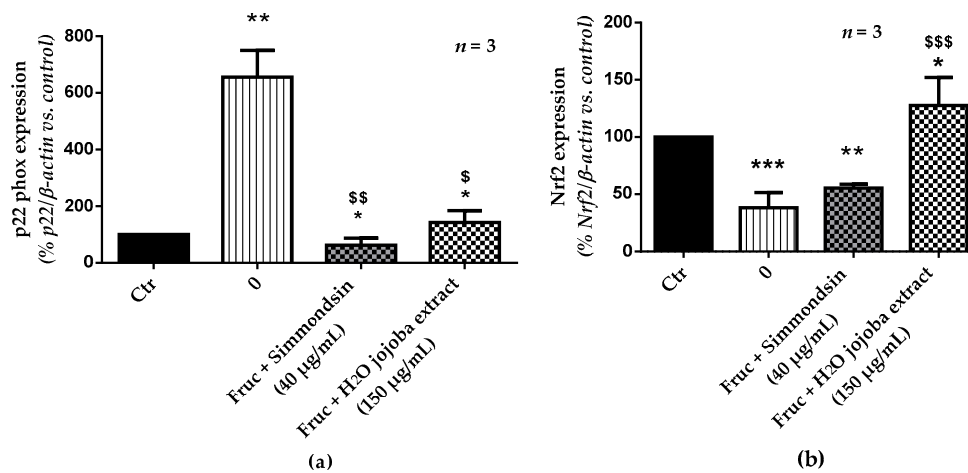 p22 phox expression
(% p22/β-actin vs. control)
800
600
400
200
0
**
n = 3
$$
*
$
*
Ctr
0
Fruc + Simmondsin
(40 µg/mL)
Fruc + H2O jojoba extract
(150 µg/mL)
(a)
Nrf2 expression
(% Nrf2/β-actin vs. control)
200
150
100
50
0
n = 3
***
**
$$$
*
Ctr
0
Fruc + Simmondsin
(40 µg/mL)
Fruc + H2O jojoba extract
(150 µg/mL)
(b)